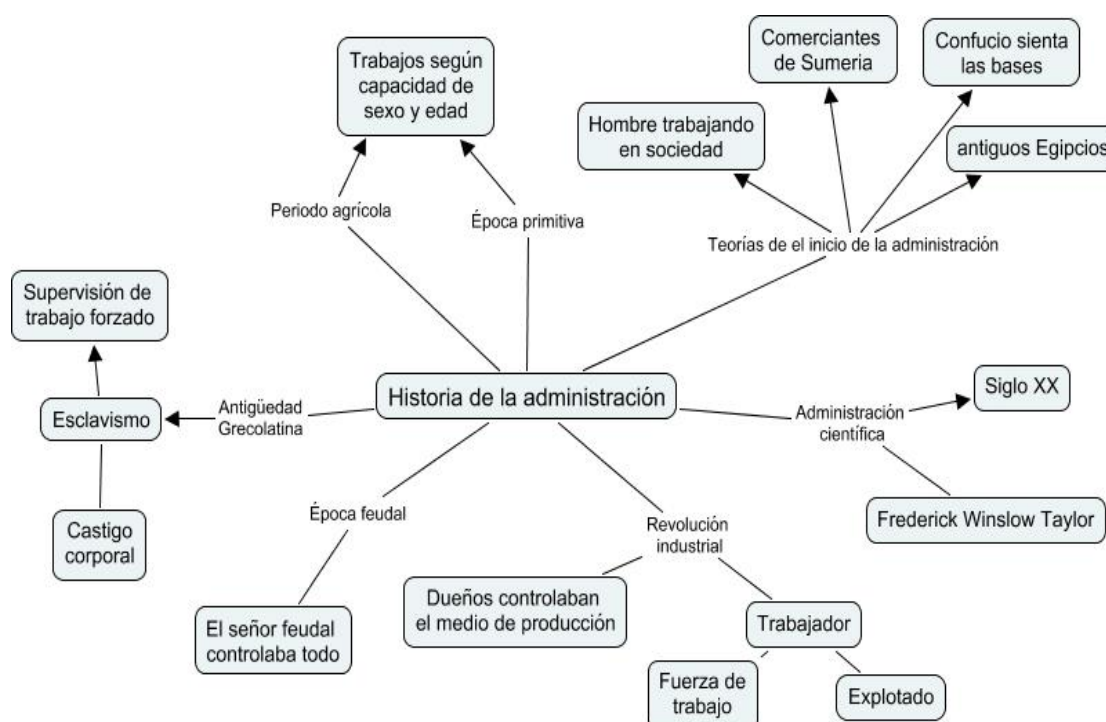 Trabajos según
capacidad de
sexo y edad
Comerciantes
de Sumeria
Confucio sienta
las bases
Hombre trabajando
en sociedad
antiguos Egipcios
Periodo agrícola
Época primitiva
Teorías de el inicio de la administración
Supervisión de
trabajo forzado
Historia de la administración
Siglo XX
Antigüedad
Grecolatina
Esclavismo
Administración
científica
Época feudal
Castigo
corporal
Revolución
industrial
Frederick Winslow Taylor
Dueños controlaban
el medio de producción
El señor feudal
controlaba todo
Trabajador
Fuerza de
trabajo
Explotado